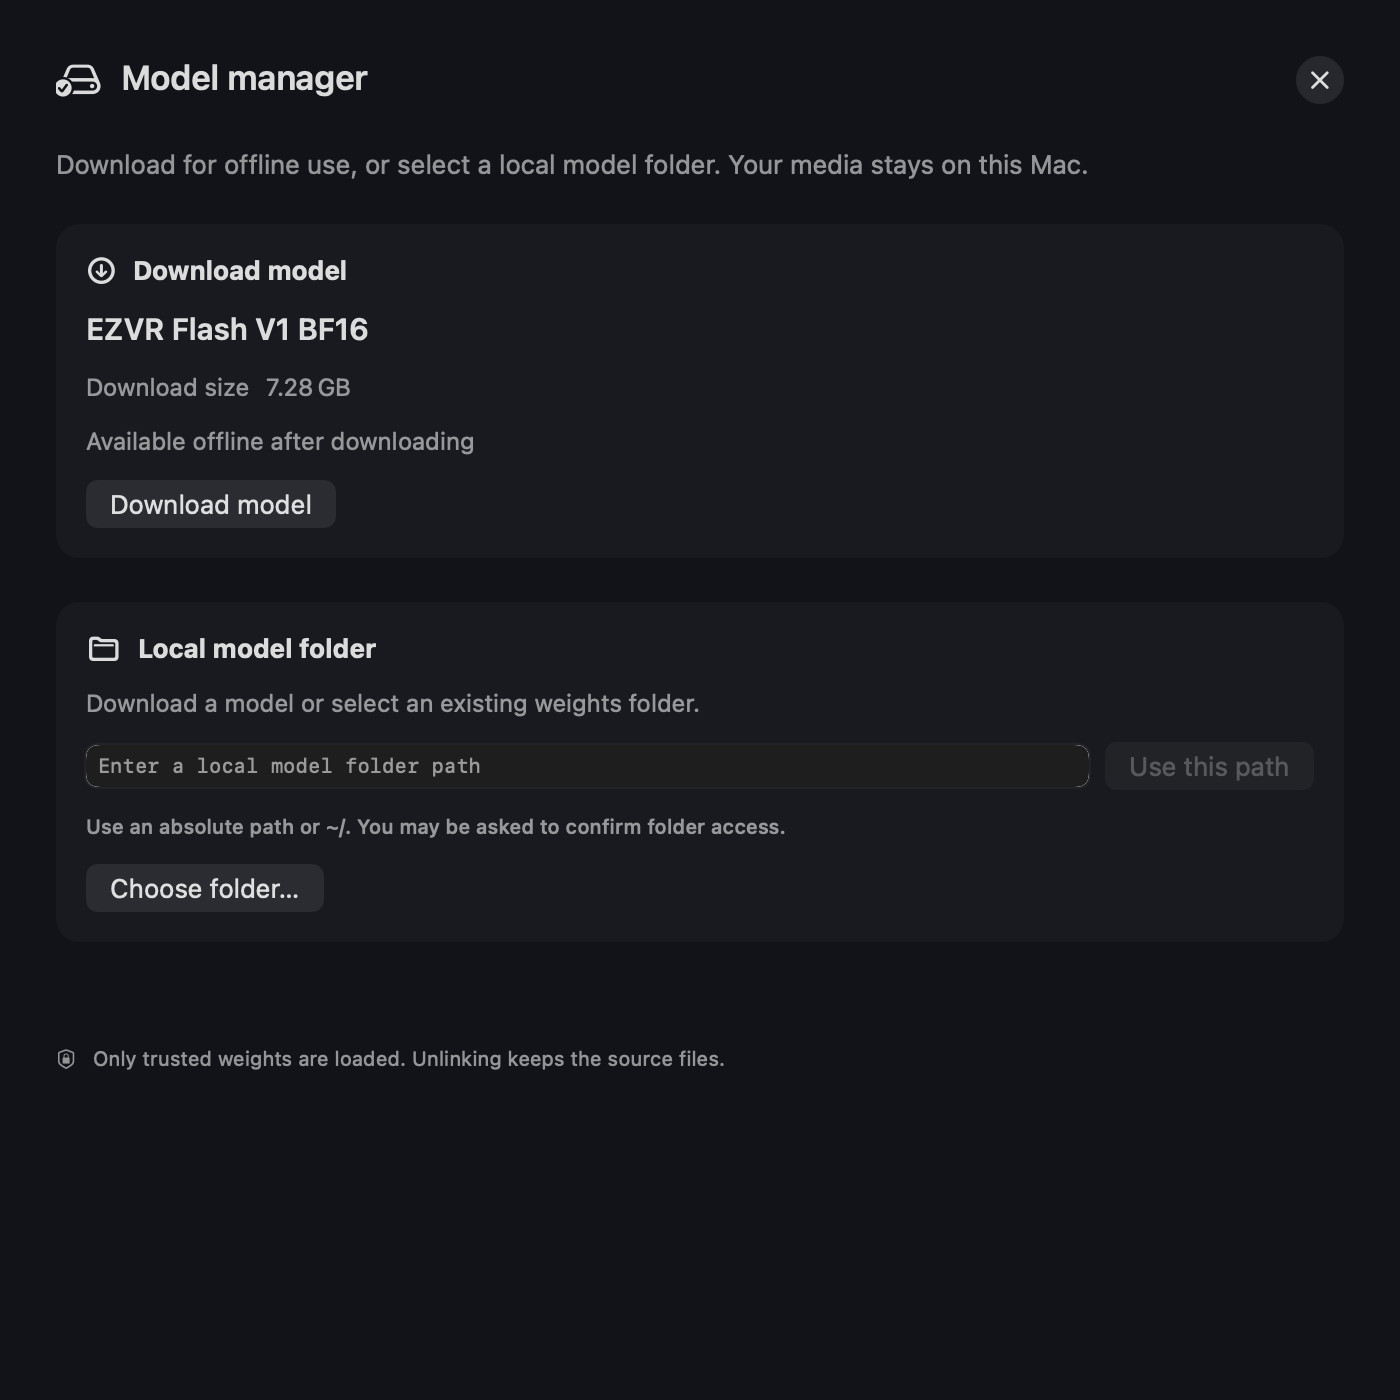 Model manager
Download for offline use, or select a local model folder. Your media stays on this Mac.
Download model
EZVR Flash V1 BF16
Download size 7.28 GB
Available offline after downloading
Download model
Local model folder
Download a model or select an existing weights folder.
Enter a local model folder path
Use this path
Use an absolute path or ~/. You may be asked to confirm folder access.
Choose folder...
Only trusted weights are loaded. Unlinking keeps the source files.